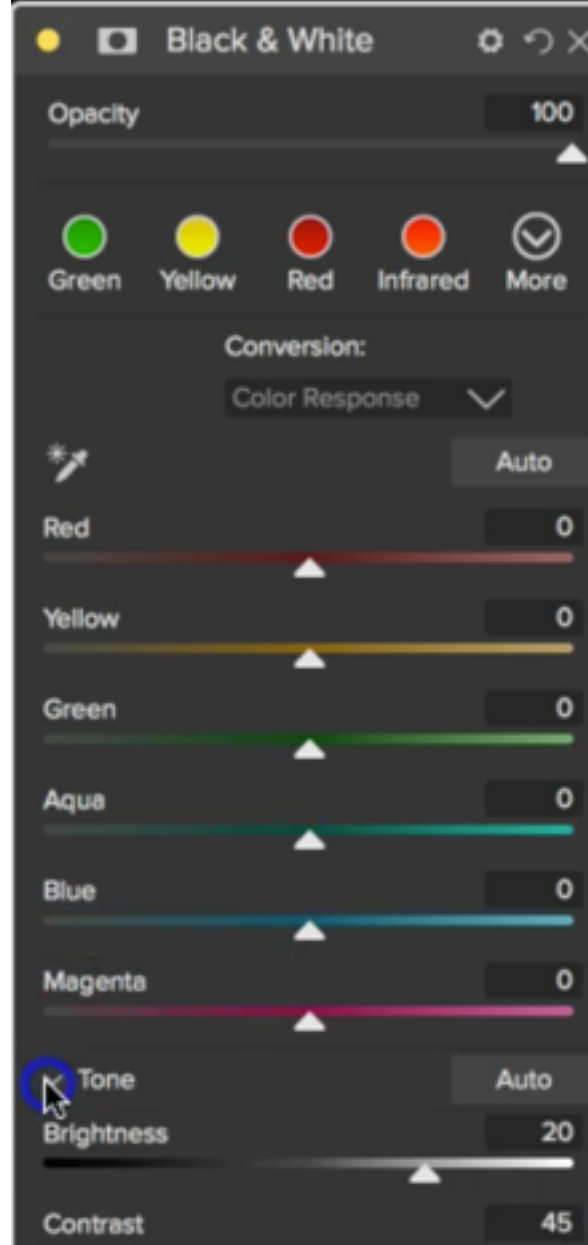 Black & White
Opacity 100
Green Yellow Red Infrared More
Conversion:
Color Response
Auto
Red 0
Yellow 0
Green 0
Aqua 0
Blue 0
Magenta 0
Tone Auto
Brightness 20
Contrast 45